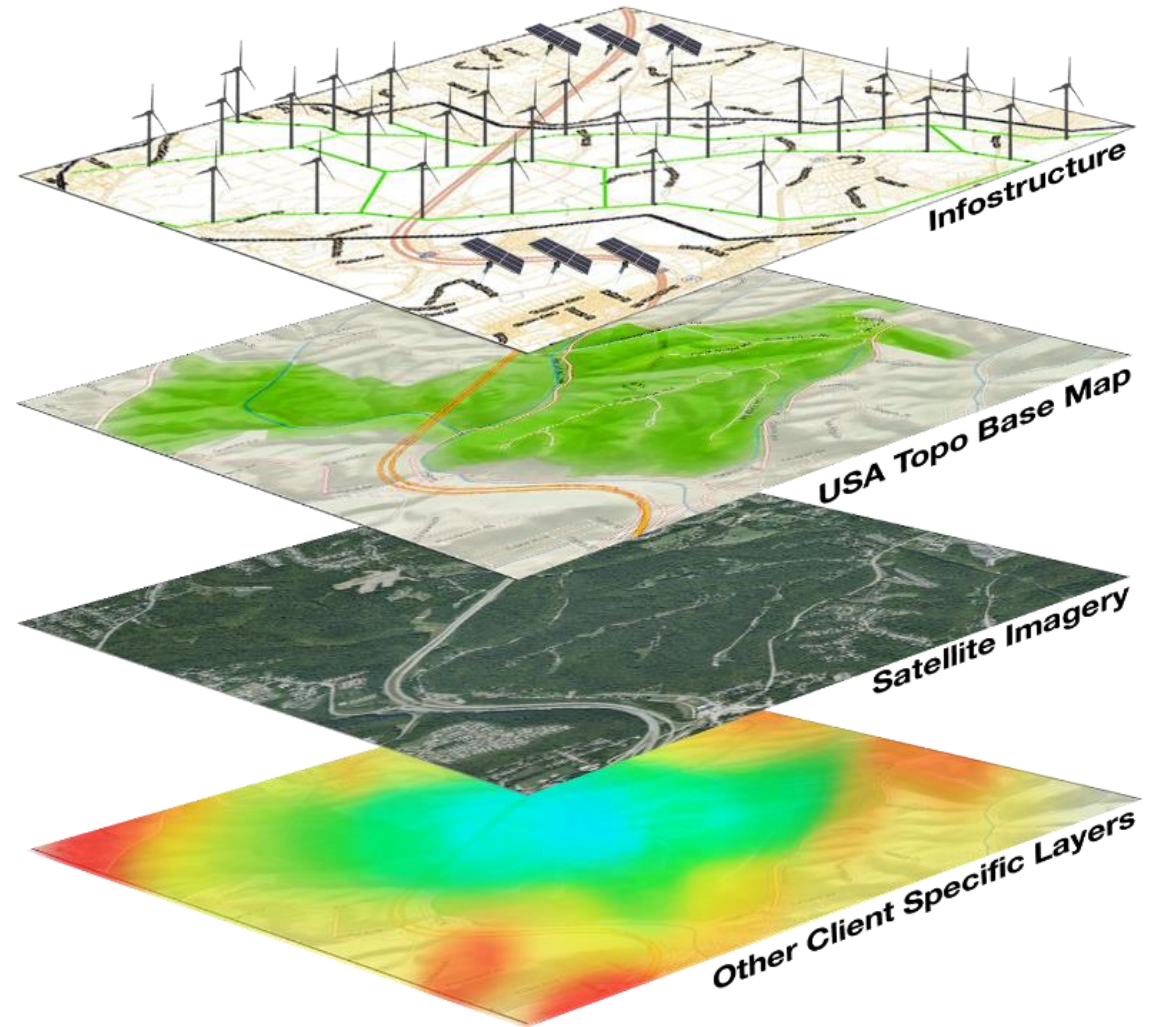 Infostructure
USA Topo Base Map
Satellite Imagery
Other Client Specific Layers